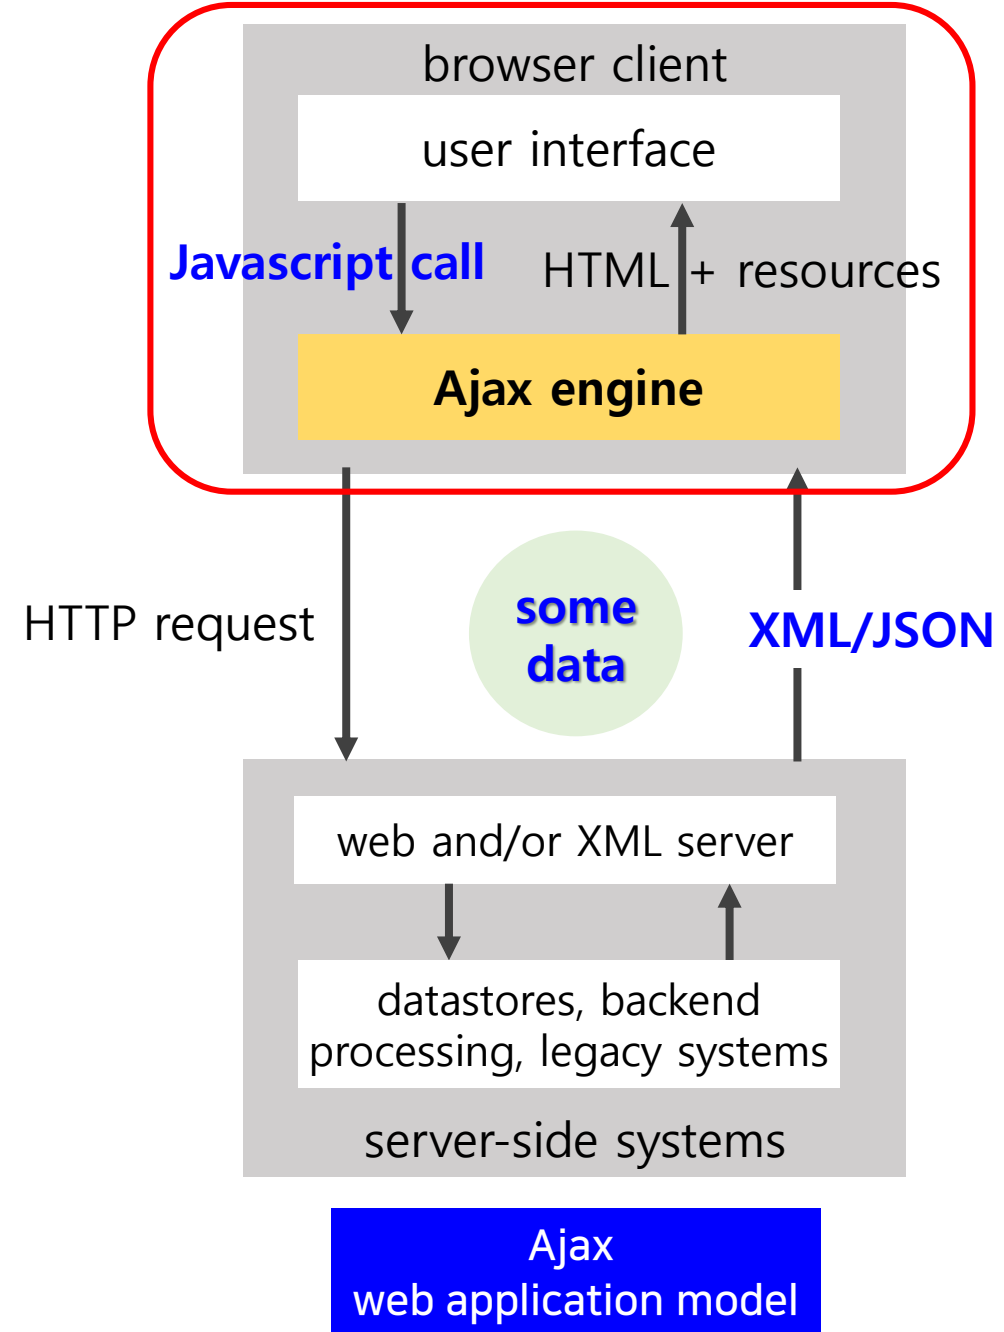 browser client
user interface
Javascript call
HTML + resources
Ajax engine
HTTP request
some
data
XML/JSON
web and/or XML server
datastores, backend
processing, legacy systems
server-side systems
Ajax
web application model